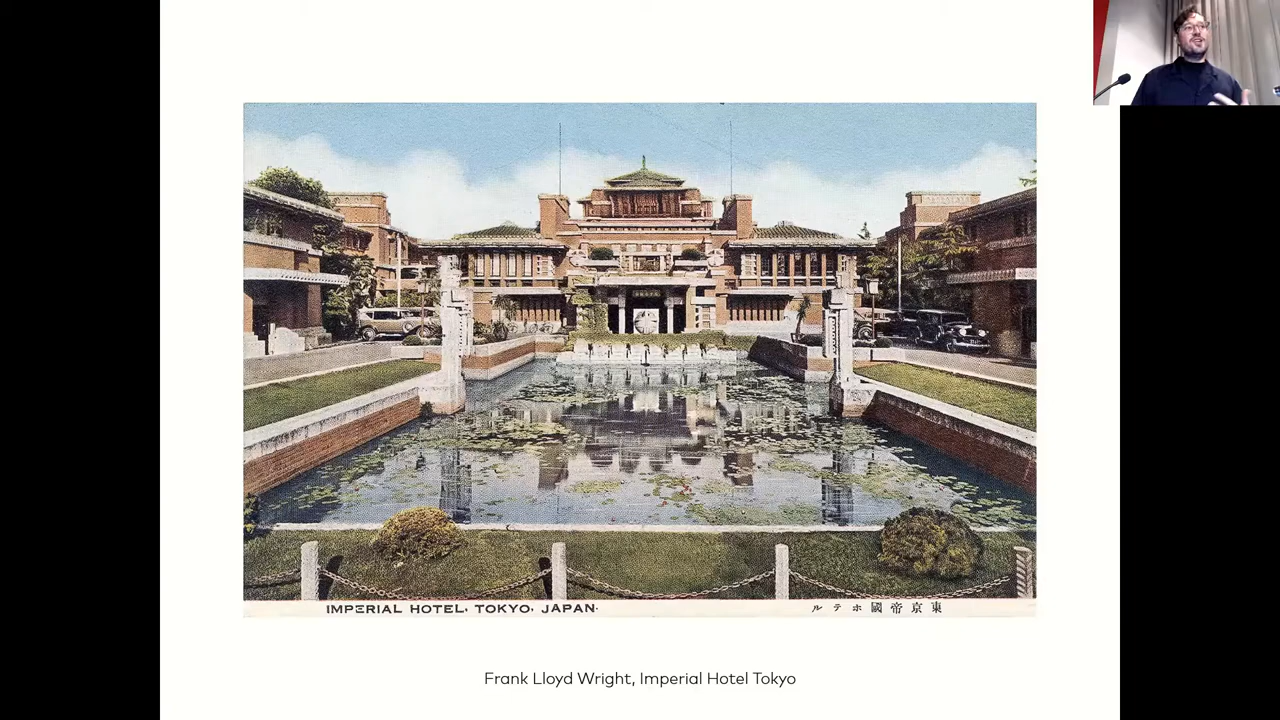 IMPERIAL HOTEL, TOKYO, JAPAN.
東京帝國ホテル
Frank Lloyd Wright, Imperial Hotel Tokyo